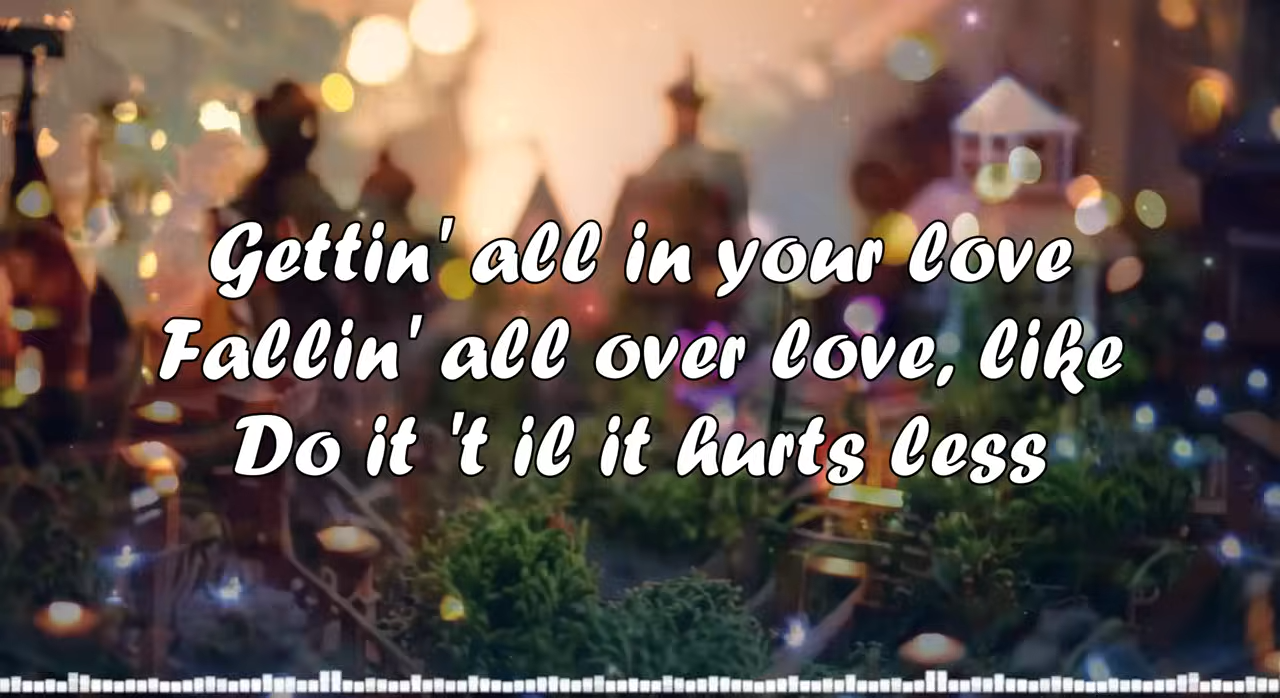 Gettin' all in your love
Fallin' all over love, like
Do it 't il it hurts less